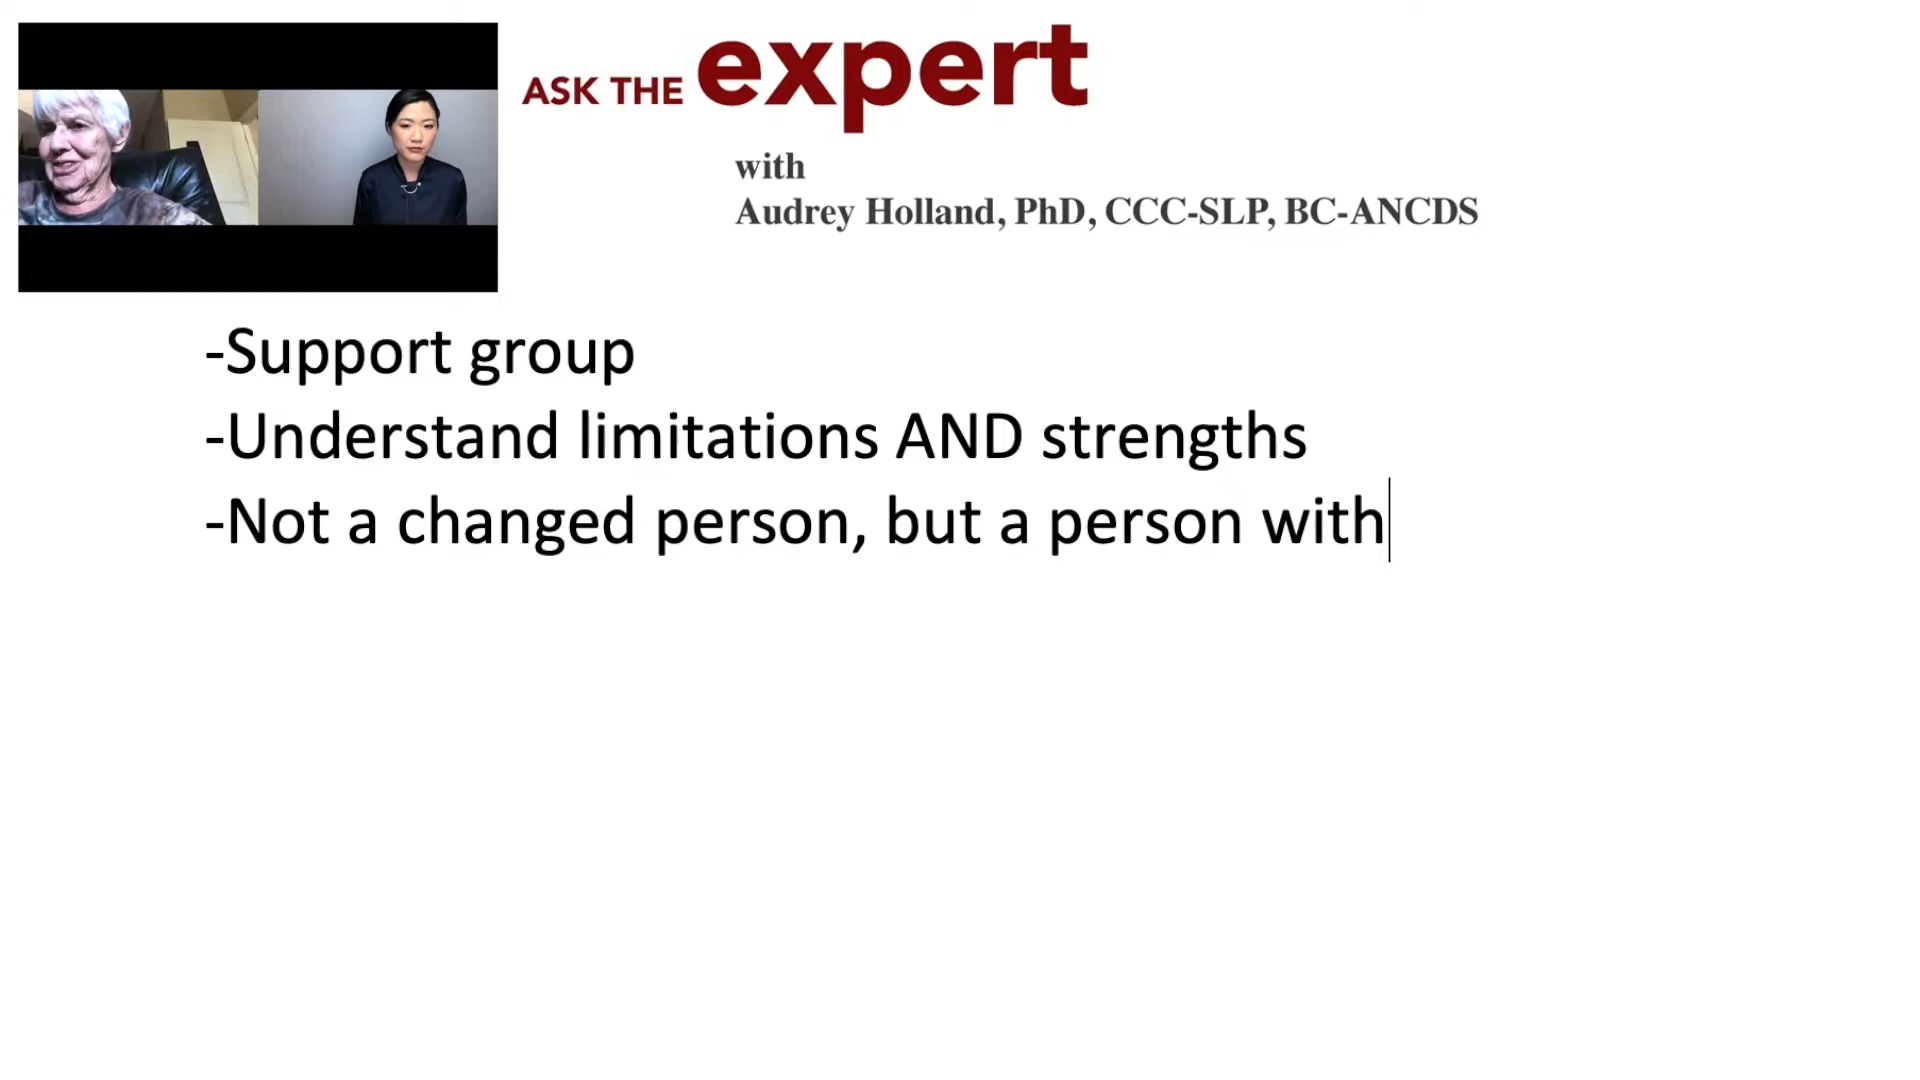 ASK THE expert
with
Audrey Holland, PhD, CCC-SLP, BC-ANCDS
-Support group
-Understand limitations AND strengths
-Not a changed person, but a person with